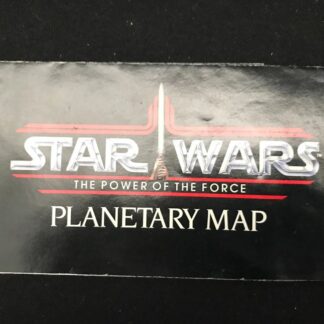 STAR WARS
THE POWER OF THE FORCE
PLANETARY MAP